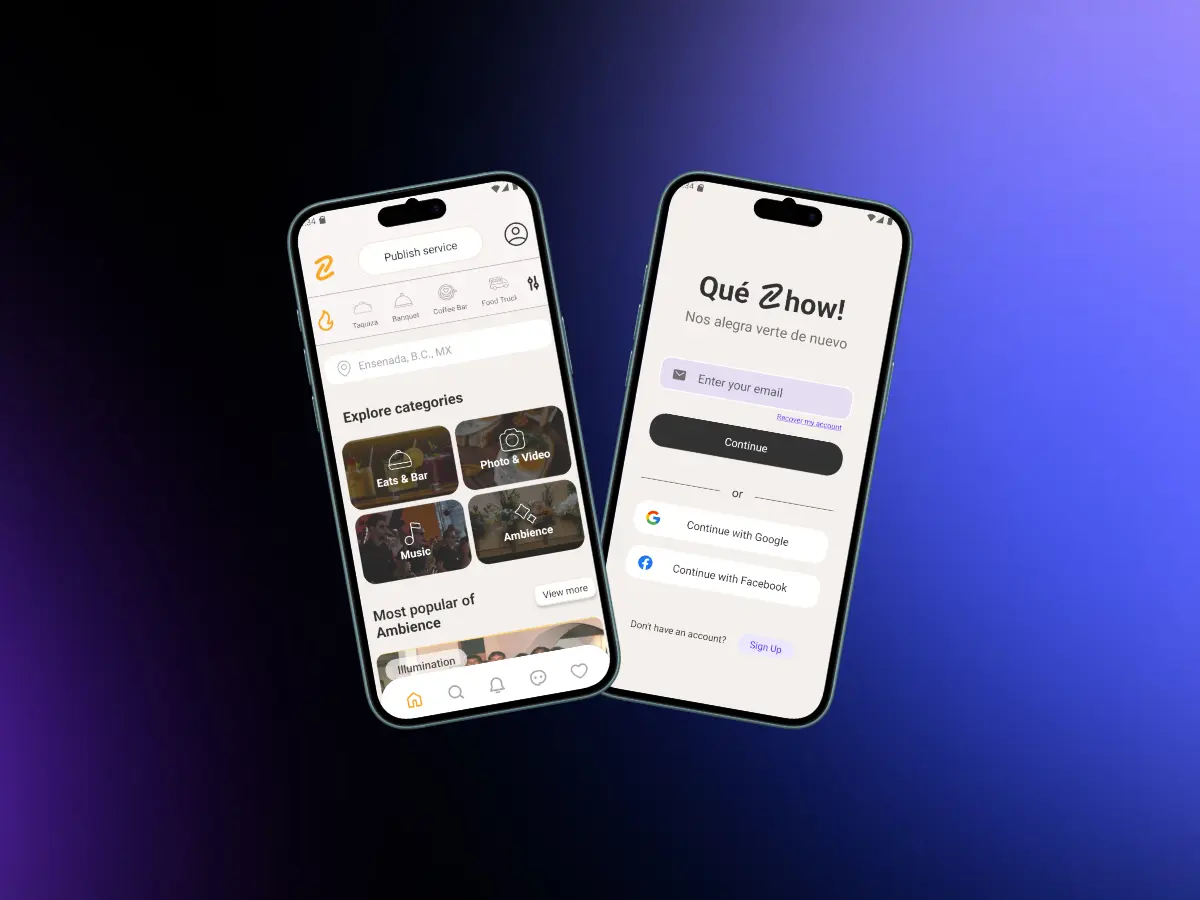 :34
Publish service
Taquiza
Banquet
Coffee Bar
Food Truck
Ensenada, B.C., MX
Explore categories
Eats & Bar
Photo & Video
Music
Ambience
Most popular of
Ambience
View more
Illumination
:34
Qué Zhow!
Nos alegra verte de nuevo
Enter your email
Recover my account
Continue
or
Continue with Google
Continue with Facebook
Don't have an account?
Sign Up